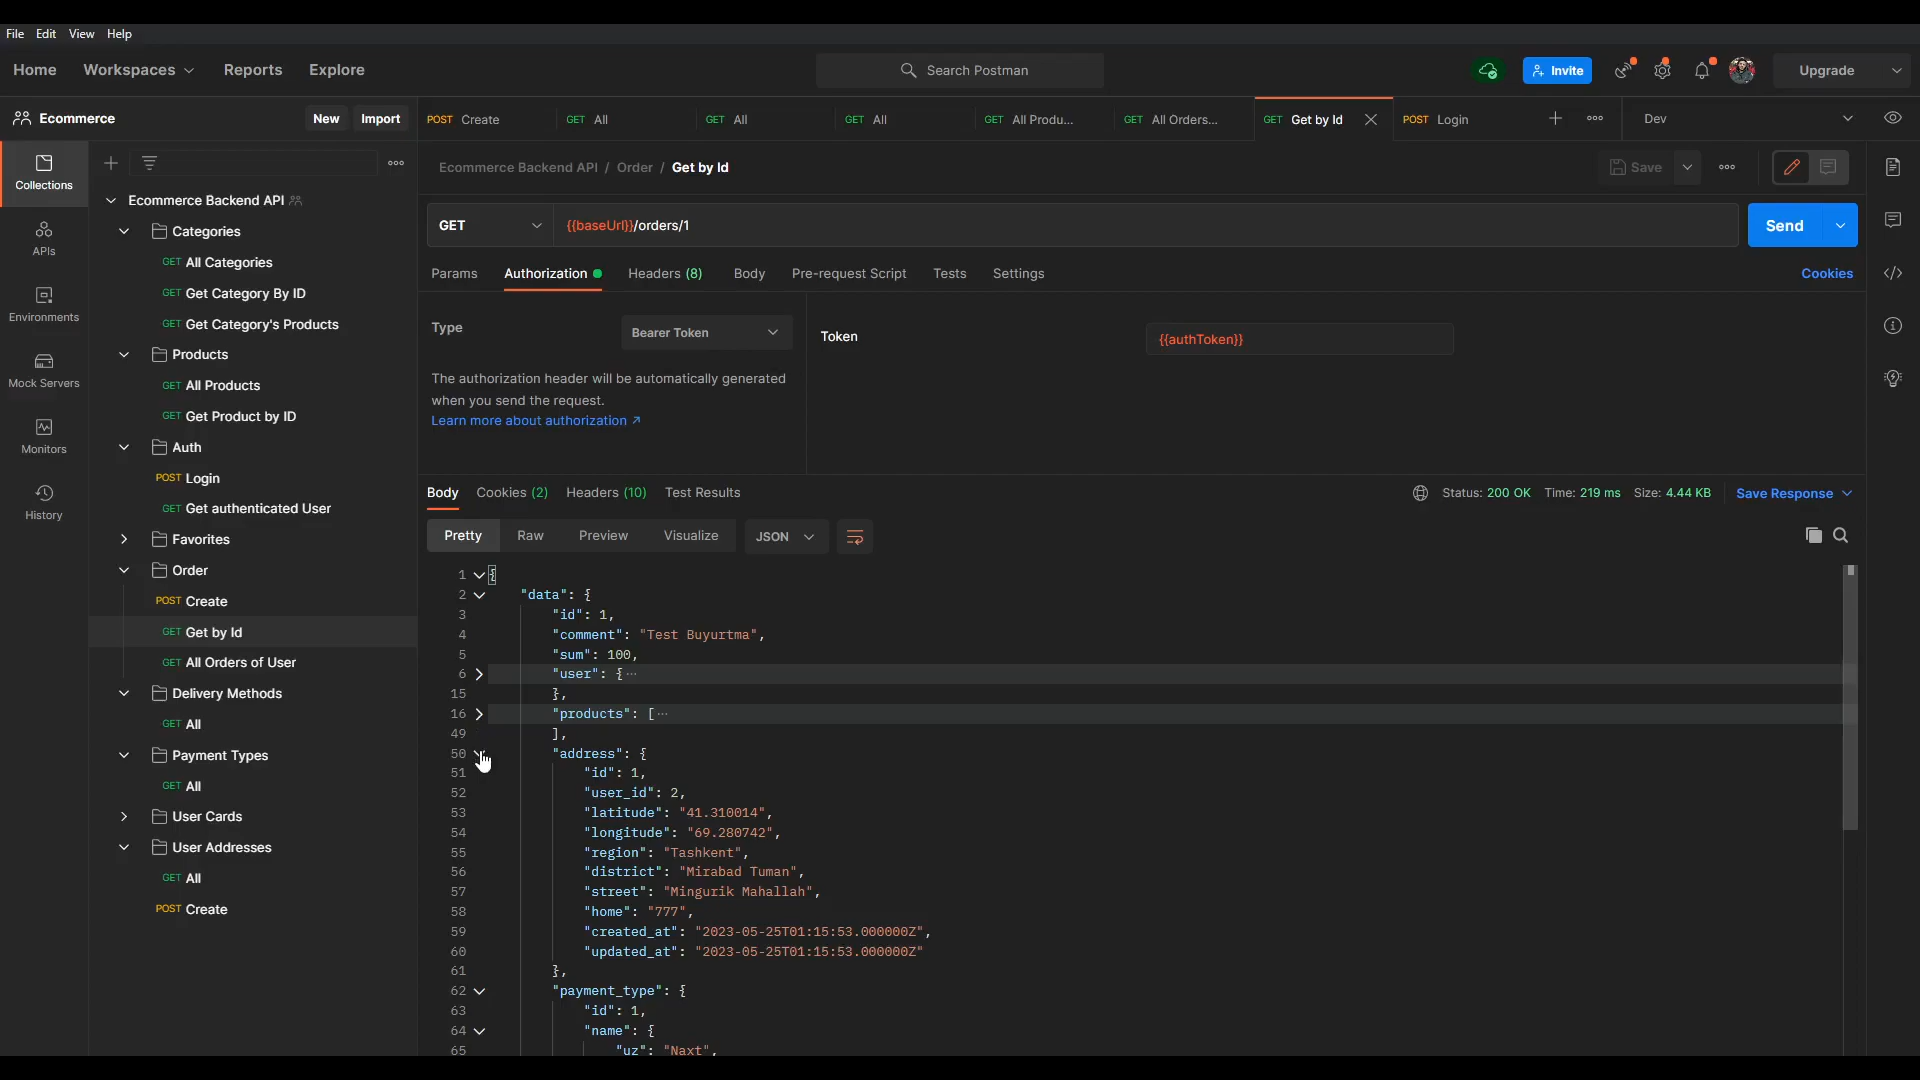 File Edit View Help
Home Workspaces Reports Explore Search Postman Invite Upgrade
Ecommerce New Import POST Create GET All GET All GET All GET All Produ... GET All Orders... GET Get by Id POST Login Dev
Ecommerce Backend API / Order / Get by Id Save
Collections
APIs
Environments
Mock Servers
Monitors
History
Ecommerce Backend API
Categories
GET All Categories
GET Get Category By ID
GET Get Category's Products
Products
GET All Products
GET Get Product by ID
Auth
POST Login
GET Get authenticated User
Favorites
Order
POST Create
GET Get by Id
GET All Orders of User
Delivery Methods
GET All
Payment Types
GET All
User Cards
User Addresses
GET All
POST Create
GET {{baseUrl}}/orders/1 Send
Params Authorization Headers (8) Body Pre-request Script Tests Settings Cookies
Type Bearer Token
The authorization header will be automatically generated
when you send the request.
Learn more about authorization ↗
Token {{authToken}}
Body Cookies (2) Headers (10) Test Results Status: 200 OK Time: 219 ms Size: 4.44 KB Save Response
Pretty Raw Preview Visualize JSON
1 {
2 "data": {
3 "id": 1,
4 "comment": "Test Buyurtma",
5 "sum": 100,
6 "user": {···
15 },
16 "products": [···
49 ],
50 "address": {
51 "id": 1,
52 "user_id": 2,
53 "latitude": "41.310014",
54 "longitude": "69.280742",
55 "region": "Tashkent",
56 "district": "Mirabad Tuman",
57 "street": "Mingurik Mahallah",
58 "home": "777",
59 "created_at": "2023-05-25T01:15:53.000000Z",
60 "updated_at": "2023-05-25T01:15:53.000000Z"
61 },
62 "payment_type": {
63 "id": 1,
64 "name": {
65 "uz": "Naxt",